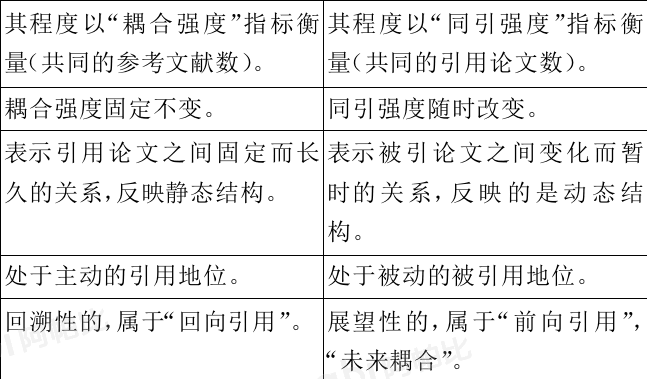 其程度以“耦合强度”指标衡
量(共同的参考文献数)。
其程度以“同引强度”指标衡
量(共同的引用论文数)。
耦合强度固定不变。
同引强度随时改变。
表示引用论文之间固定而长
久的关系,反映静态结构。
表示被引论文之间变化而暂
时的关系,反映的是动态结
构。
处于主动的引用地位。
处于被动的被引用地位。
回溯性的,属于“回向引用”。
展望性的,属于“前向引用”,
“未来耦合”。